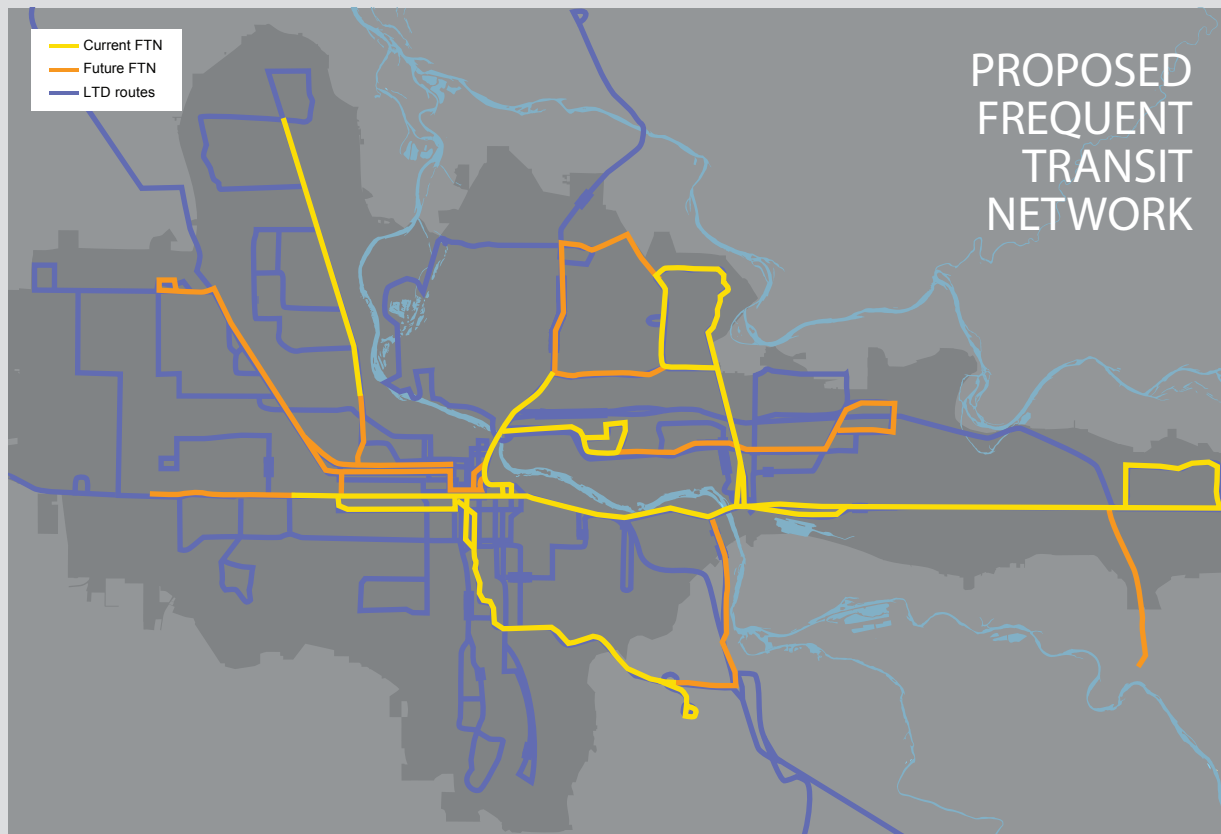 Current FTN
Future FTN
LTD routes
PROPOSED
FREQUENT
TRANSIT
NETWORK